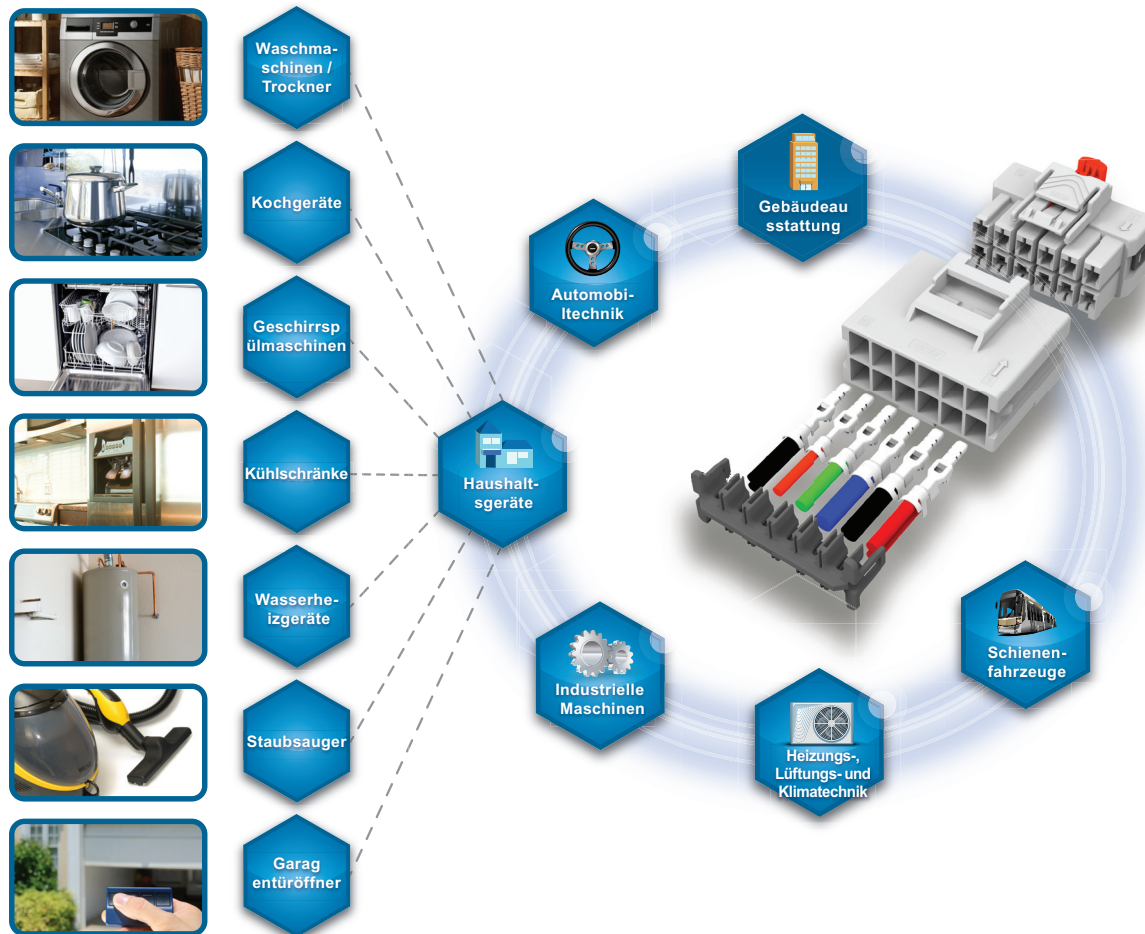 Waschma-
schinen /
Trockner
Kochgeräte
Geschirrsp
ülmaschinen
Kühlschränke
Wasserhe-
izgeräte
Staubsauger
Garag
entüröffner
Haushalt-
sgeräte
Automobi-
ltechnik
Gebäudeau
sstattung
Industrielle
Maschinen
Heizungs-,
Lüftungs- und
Klimatechnik
Schienen-
fahrzeuge